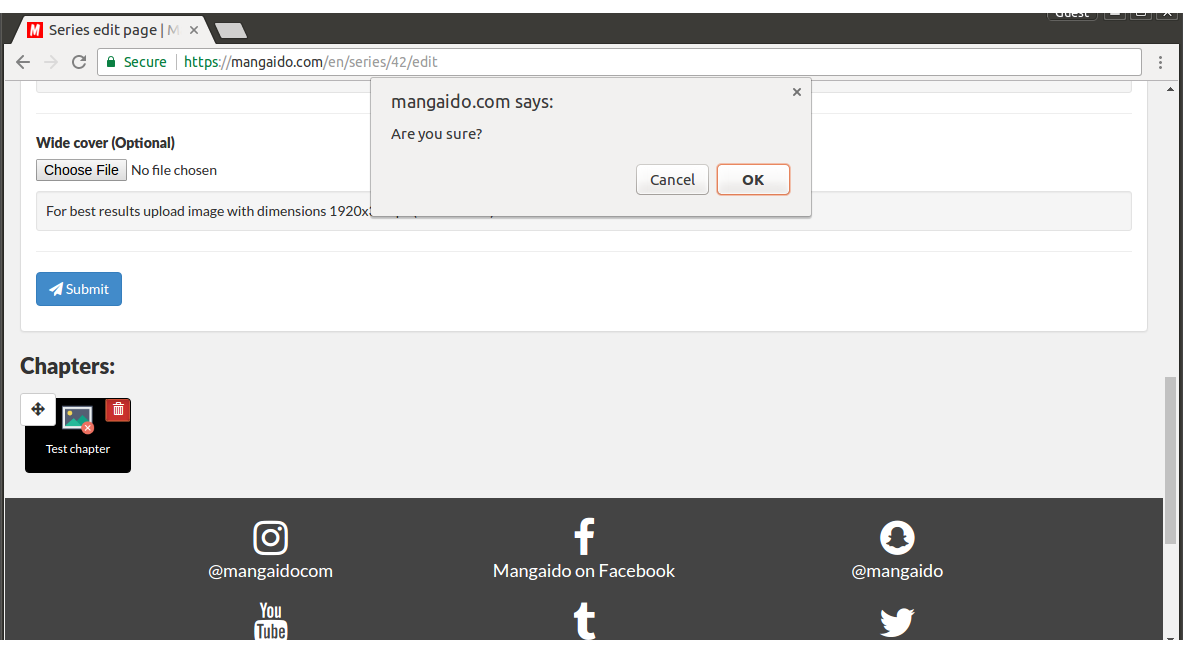 Guest
M Series edit page | M
Secure | https://mangaido.com/en/series/42/edit
mangaido.com says:
Are you sure?
Cancel
OK
Wide cover (Optional)
Choose File No file chosen
For best results upload image with dimensions 1920x
Submit
Chapters:
Test chapter
@mangaidocom
Mangaido on Facebook
@mangaido
You
Tube